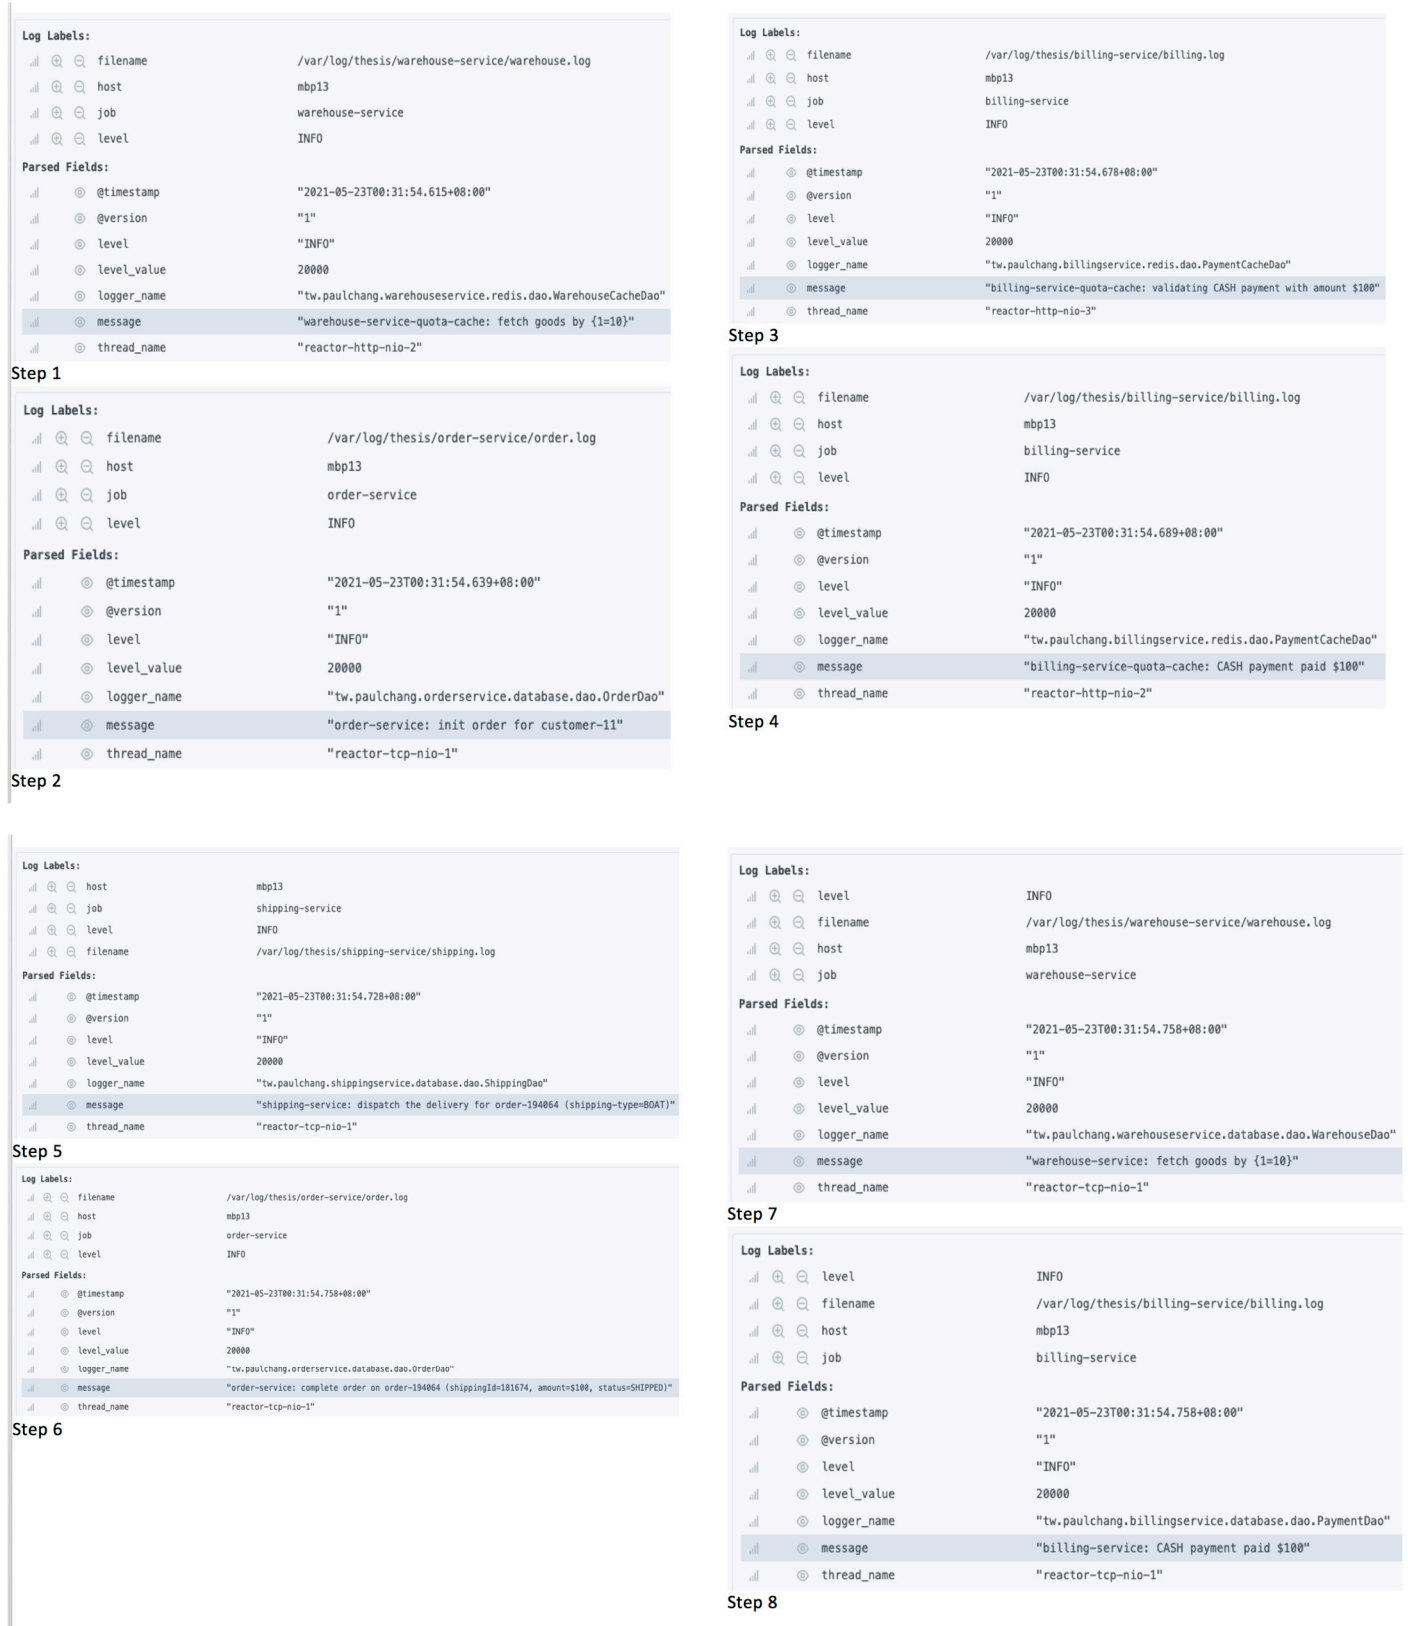 Log Labels:
filename /var/log/thesis/warehouse-service/warehouse.log
host mbp13
job warehouse-service
level INFO
Parsed Fields:
@timestamp "2021-05-23T00:31:54.615+08:00"
@version "1"
level "INFO"
level_value 20000
logger_name "tw.paulchang.warehouseservice.redis.dao.WarehouseCacheDao"
message "warehouse-service-quota-cache: fetch goods by {1=10}"
thread_name "reactor-http-nio-2"
Step 1
Log Labels:
filename /var/log/thesis/order-service/order.log
host mbp13
job order-service
level INFO
Parsed Fields:
@timestamp "2021-05-23T00:31:54.639+08:00"
@version "1"
level "INFO"
level_value 20000
logger_name "tw.paulchang.orderservice.database.dao.OrderDao"
message "order-service: init order for customer-11"
thread_name "reactor-tcp-nio-1"
Step 2
Log Labels:
filename /var/log/thesis/billing-service/billing.log
host mbp13
job billing-service
level INFO
Parsed Fields:
@timestamp "2021-05-23T00:31:54.678+08:00"
@version "1"
level "INFO"
level_value 20000
logger_name "tw.paulchang.billingservice.redis.dao.PaymentCacheDao"
message "billing-service-quota-cache: validating CASH payment with amount $100"
thread_name "reactor-http-nio-3"
Step 3
Log Labels:
filename /var/log/thesis/billing-service/billing.log
host mbp13
job billing-service
level INFO
Parsed Fields:
@timestamp "2021-05-23T00:31:54.689+08:00"
@version "1"
level "INFO"
level_value 20000
logger_name "tw.paulchang.billingservice.redis.dao.PaymentCacheDao"
message "billing-service-quota-cache: CASH payment paid $100"
thread_name "reactor-http-nio-2"
Step 4
Log Labels:
host mbp13
job shipping-service
level INFO
filename /var/log/thesis/shipping-service/shipping.log
Parsed Fields:
@timestamp "2021-05-23T00:31:54.728+08:00"
@version "1"
level "INFO"
level_value 20000
logger_name "tw.paulchang.shippingservice.database.dao.ShippingDao"
message "shipping-service: dispatch the delivery for order-194064 (shipping-type=BOAT)"
thread_name "reactor-tcp-nio-1"
Step 5
Log Labels:
filename /var/log/thesis/order-service/order.log
host mbp13
job order-service
level INFO
Parsed Fields:
@timestamp "2021-05-23T00:31:54.758+08:00"
@version "1"
level "INFO"
level_value 20000
logger_name "tw.paulchang.orderservice.database.dao.OrderDao"
message "order-service: complete order on order-194064 (shippingId=181674, amount=$100, status=SHIPPED)"
thread_name "reactor-tcp-nio-1"
Step 6
Log Labels:
level INFO
filename /var/log/thesis/warehouse-service/warehouse.log
host mbp13
job warehouse-service
Parsed Fields:
@timestamp "2021-05-23T00:31:54.758+08:00"
@version "1"
level "INFO"
level_value 20000
logger_name "tw.paulchang.warehouseservice.database.dao.WarehouseDao"
message "warehouse-service: fetch goods by {1=10}"
thread_name "reactor-tcp-nio-1"
Step 7
Log Labels:
level INFO
filename /var/log/thesis/billing-service/billing.log
host mbp13
job billing-service
Parsed Fields:
@timestamp "2021-05-23T00:31:54.758+08:00"
@version "1"
level "INFO"
level_value 20000
logger_name "tw.paulchang.billingservice.database.dao.PaymentDao"
message "billing-service: CASH payment paid $100"
thread_name "reactor-tcp-nio-1"
Step 8